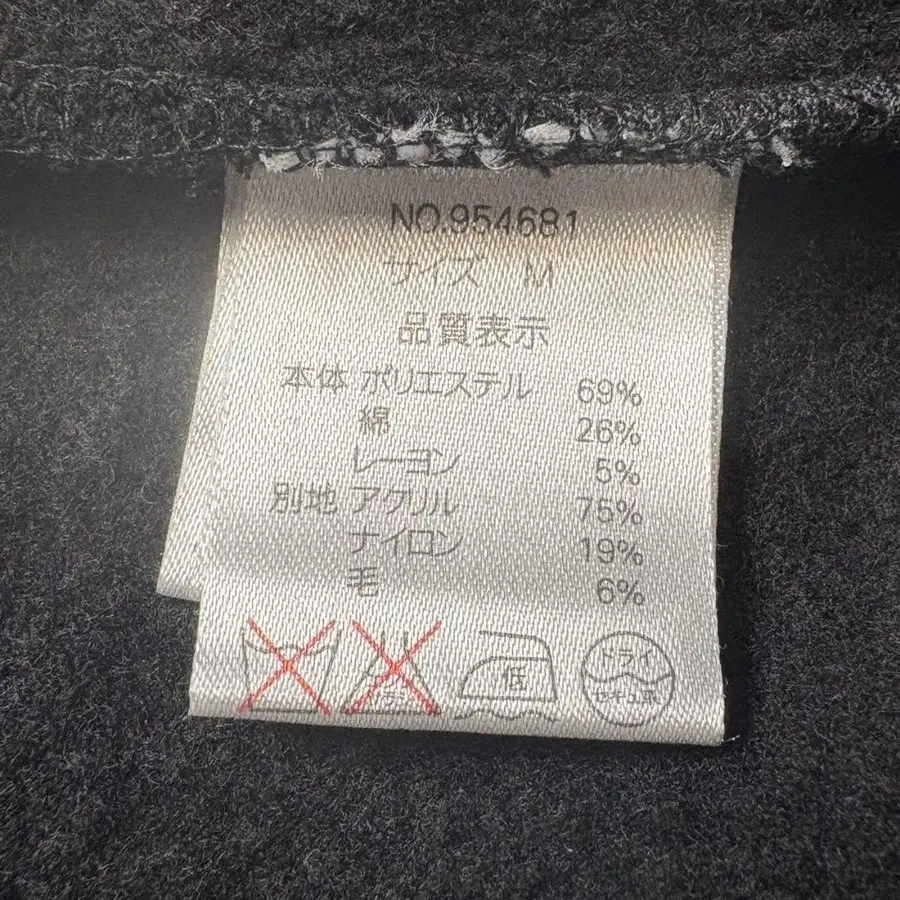 NO.954681
サイズ M
品質表示
本体 ポリエステル 69%
綿 26%
レーヨン 5%
別地 アクリル 75%
ナイロン 19%
毛 6%
低
ドライ